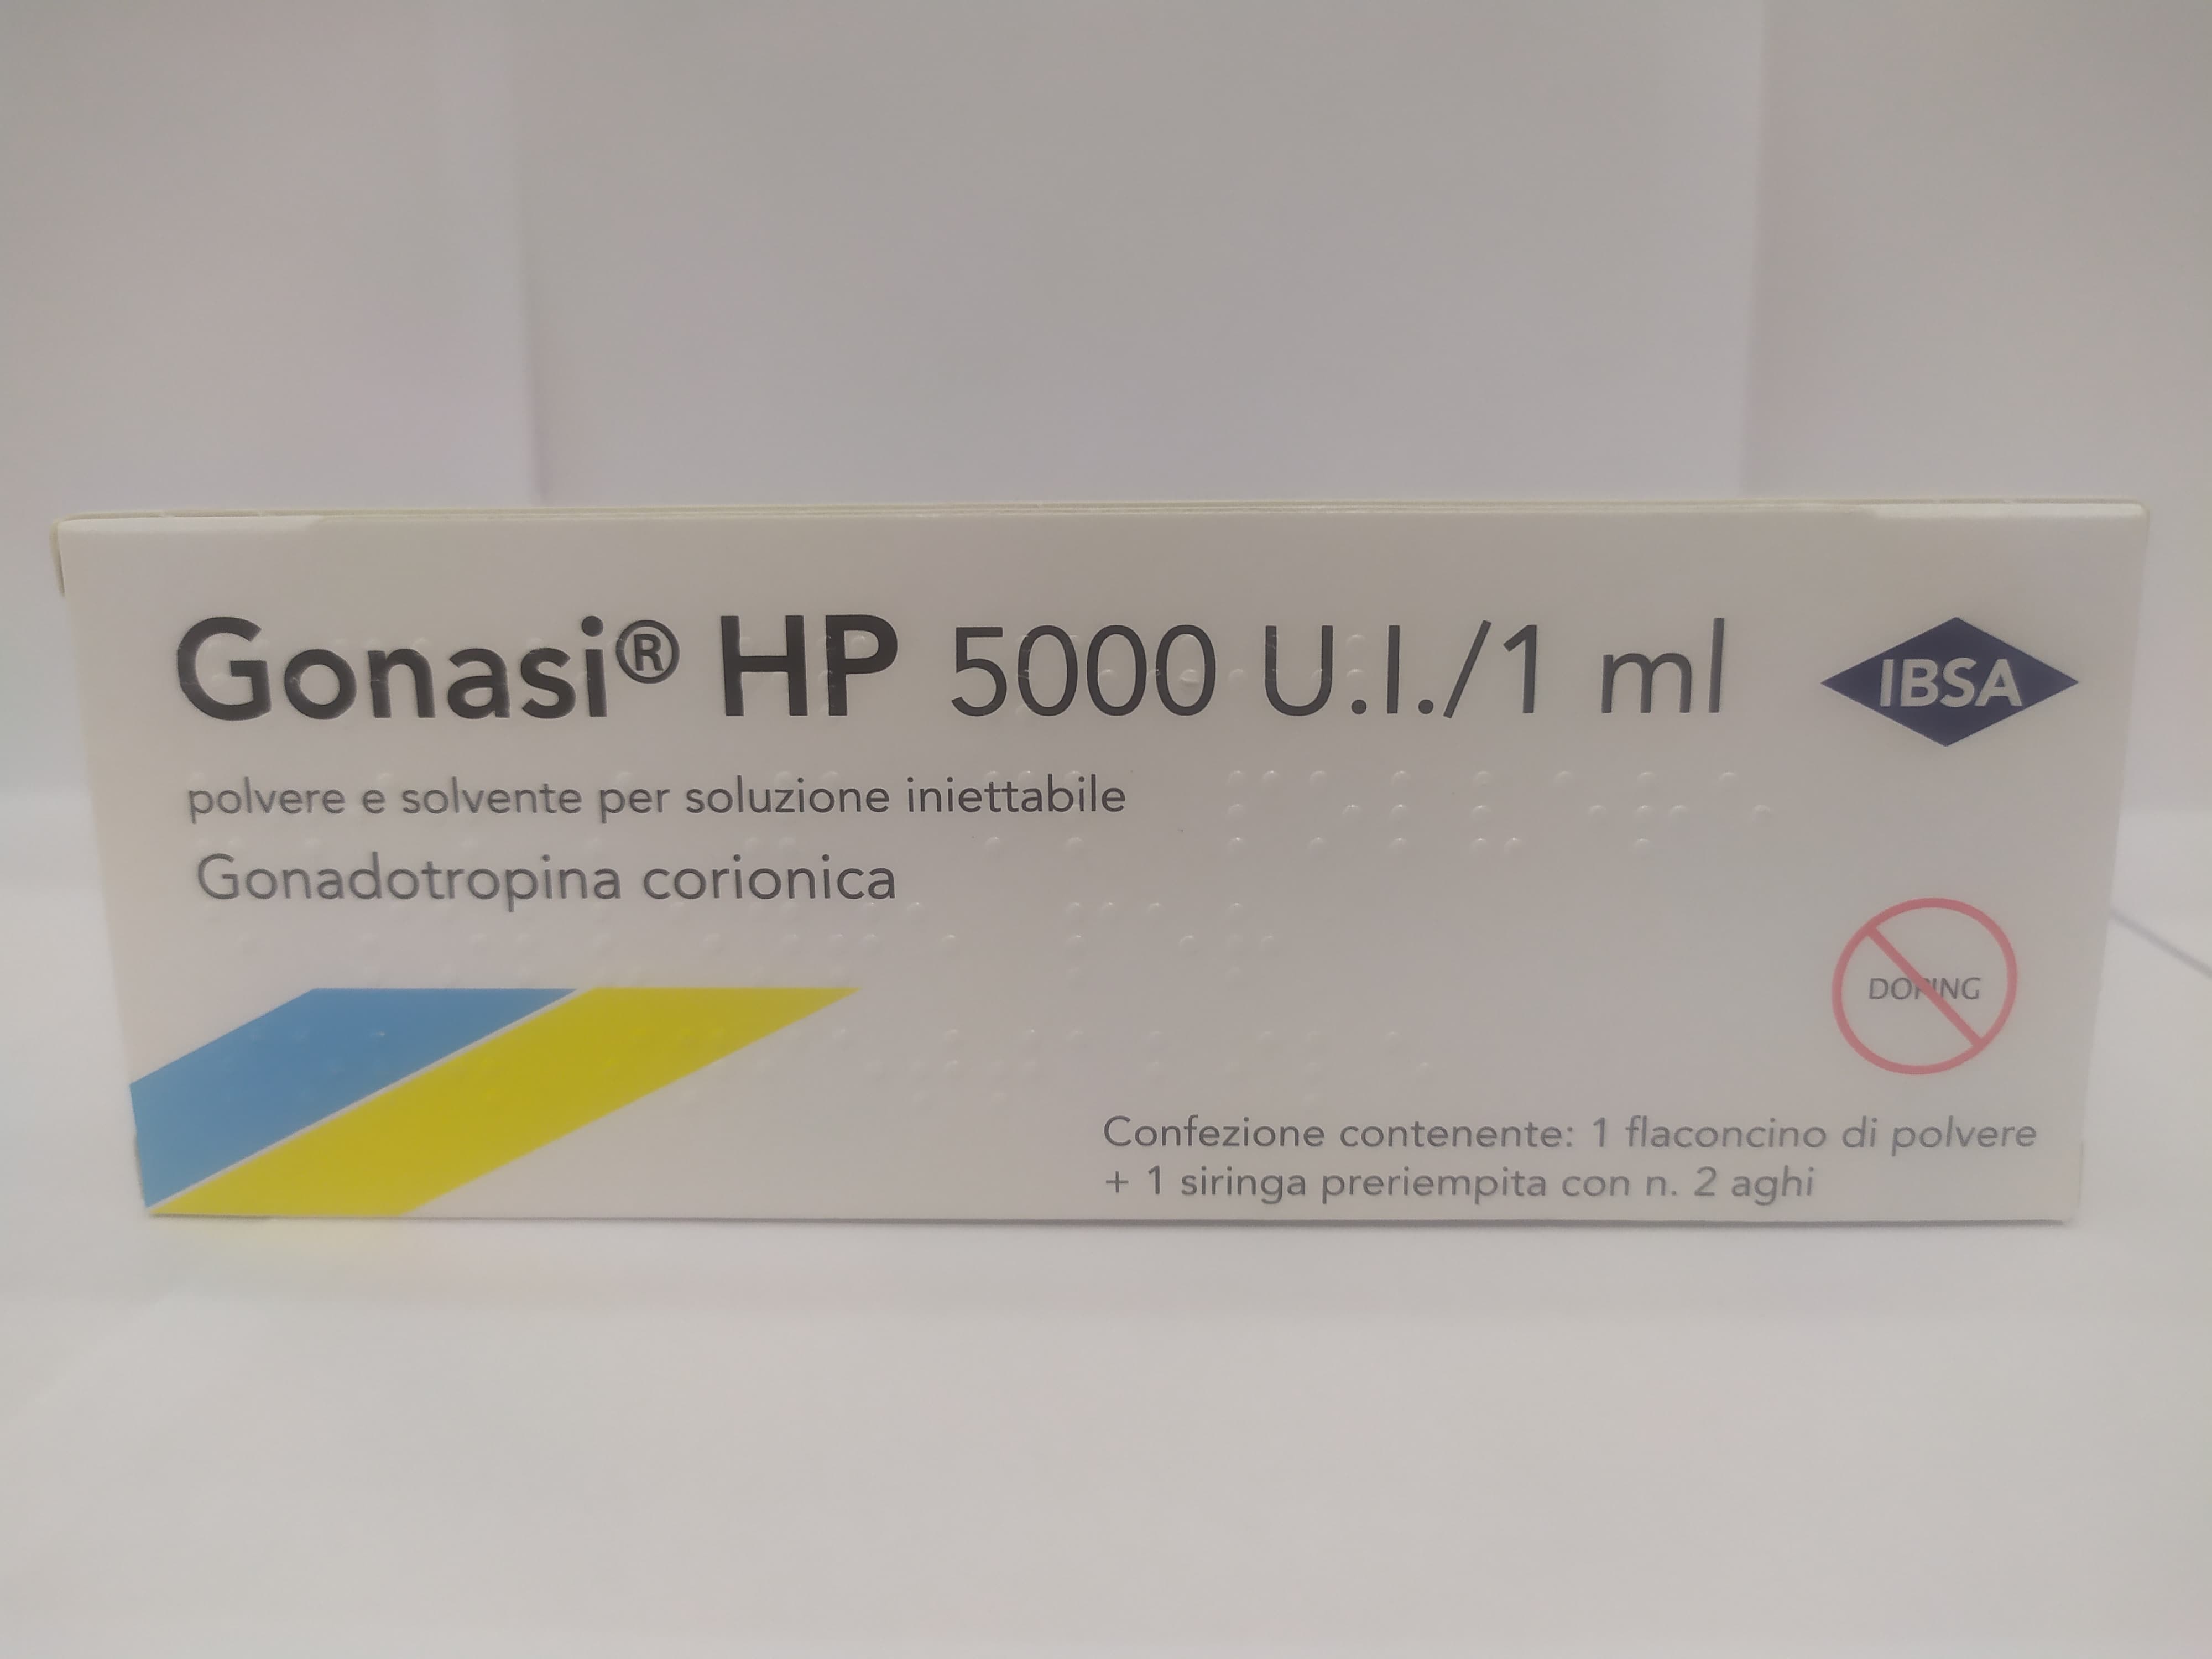 Gonasi® HP 5000 U.I./1 ml
IBSA
polvere e solvente per soluzione iniettabile
Gonadotropina corionica
DOPING
Confezione contenente: 1 flaconcino di polvere
+ 1 siringa preriempita con n. 2 aghi